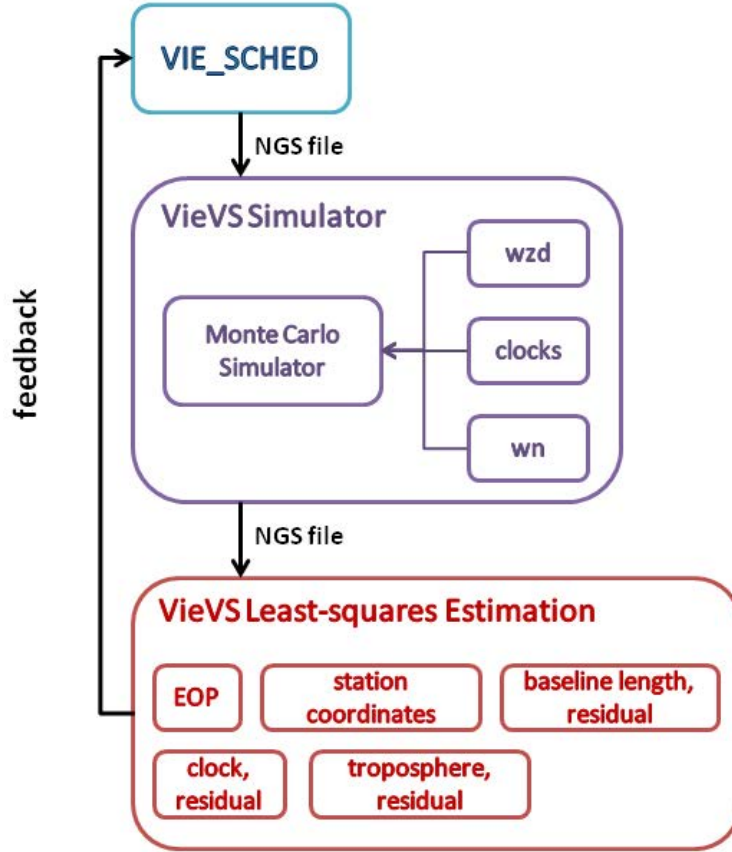 VIE_SCHED
NGS file
VieVS Simulator
wzd
Monte Carlo
Simulator
clocks
wn
feedback
NGS file
VieVS Least-squares Estimation
EOP
station
coordinates
baseline length,
residual
clock,
residual
troposphere,
residual